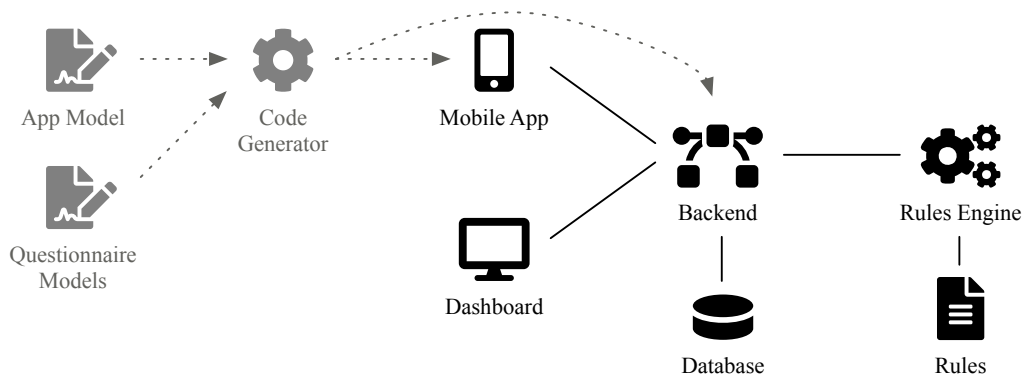 App Model
Code
Generator
Mobile App
Questionnaire
Models
Dashboard
Backend
Rules Engine
Database
Rules